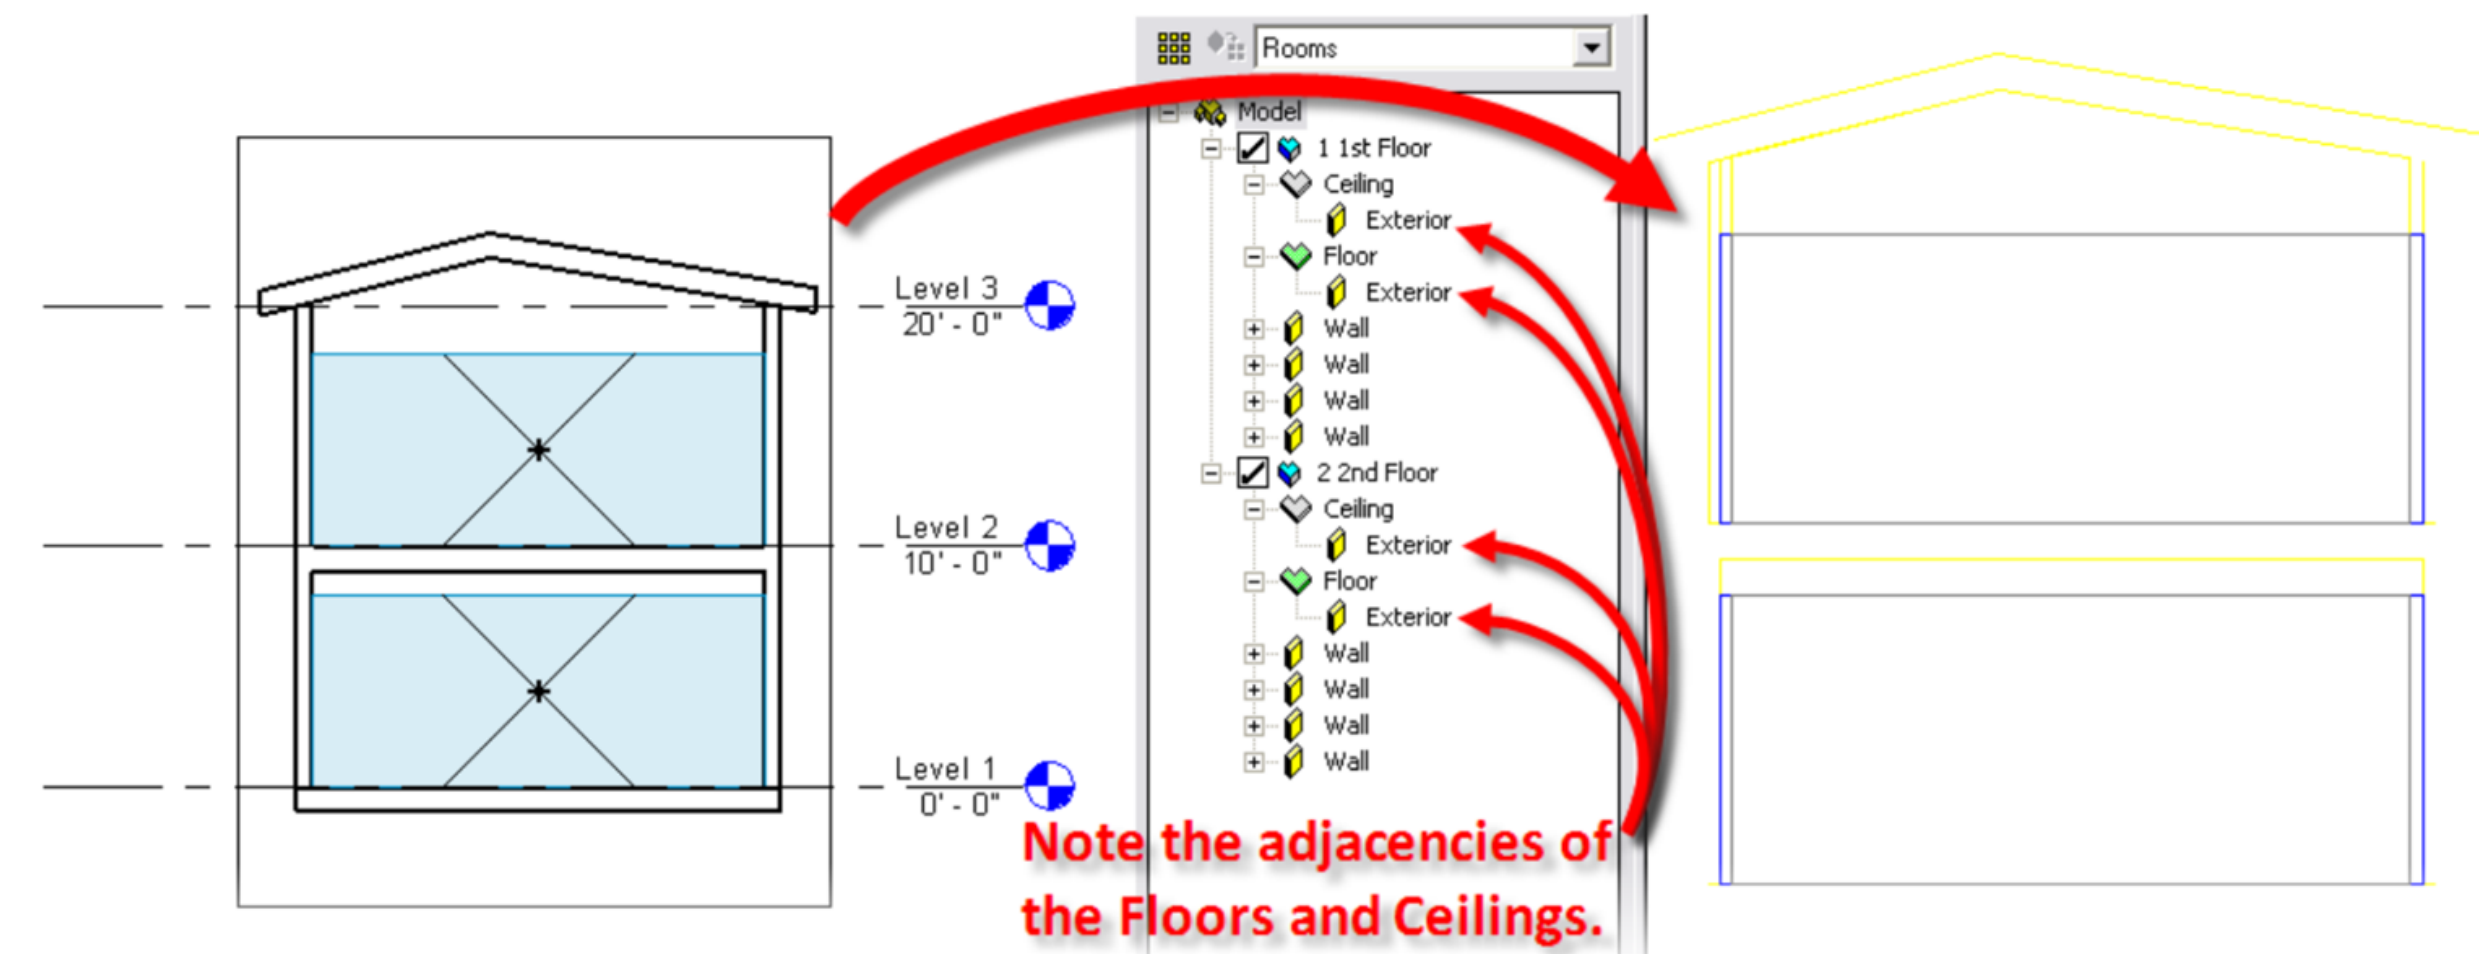 Level 3
20' - 0"
Level 2
10' - 0"
Level 1
0' - 0"
Rooms
Model
1 1st Floor
Ceiling
Exterior
Floor
Exterior
Wall
Wall
Wall
Wall
2 2nd Floor
Ceiling
Exterior
Floor
Exterior
Wall
Wall
Wall
Wall
Note the adjacencies of
the Floors and Ceilings.